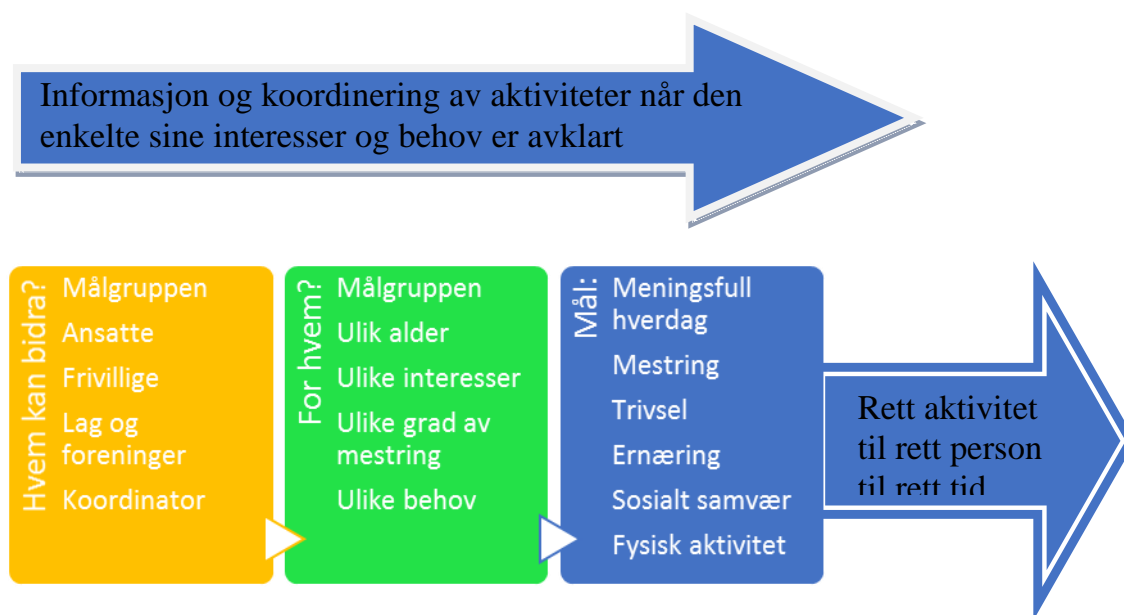 Informasjon og koordinering av aktiviteter når den
enkelte sine interesser og behov er avklart
Hvem kan bidra?
Målgruppen
Ansatte
Frivillige
Lag og
foreninger
Koordinator
For hvem?
Målgruppen
Ulik alder
Ulike interesser
Ulike grad av
mestring
Ulike behov
Mål:
Meningsfull
hverdag
Mestring
Trivsel
Ernæring
Sosialt samvær
Fysisk aktivitet
Rett aktivitet
til rett person
til rett tid